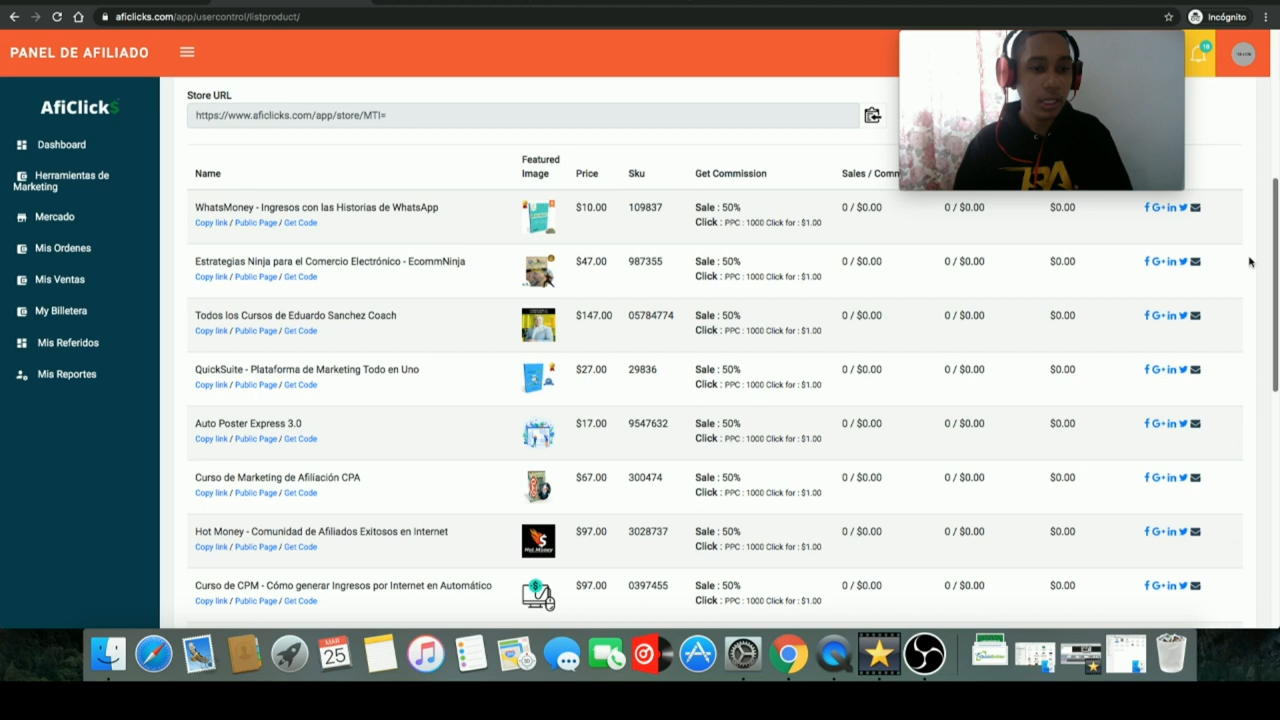 aficlicks.com/app/usercontrol/listproduct/
Incógnito
PANEL DE AFILIADO
18
AfiClick$
Dashboard
Herramientas de
Marketing
Mercado
Mis Ordenes
Mis Ventas
My Billetera
Mis Referidos
Mis Reportes
Store URL
https://www.aficlicks.com/app/store/MTI=
Name Featured Image Price Sku Get Commission Sales / Comm
WhatsMoney - Ingresos con las Historias de WhatsApp $10.00 109837 Sale : 50% 0 / $0.00 0 / $0.00 $0.00
Copy link / Public Page / Get Code Click : PPC : 1000 Click for : $1.00
Estrategias Ninja para el Comercio Electrónico - EcommNinja $47.00 987355 Sale : 50% 0 / $0.00 0 / $0.00 $0.00
Copy link / Public Page / Get Code Click : PPC : 1000 Click for : $1.00
Todos los Cursos de Eduardo Sanchez Coach $147.00 05784774 Sale : 50% 0 / $0.00 0 / $0.00 $0.00
Copy link / Public Page / Get Code Click : PPC : 1000 Click for : $1.00
QuickSuite - Plataforma de Marketing Todo en Uno $27.00 29836 Sale : 50% 0 / $0.00 0 / $0.00 $0.00
Copy link / Public Page / Get Code Click : PPC : 1000 Click for : $1.00
Auto Poster Express 3.0 $17.00 9547632 Sale : 50% 0 / $0.00 0 / $0.00 $0.00
Copy link / Public Page / Get Code Click : PPC : 1000 Click for : $1.00
Curso de Marketing de Afiliación CPA $67.00 300474 Sale : 50% 0 / $0.00 0 / $0.00 $0.00
Copy link / Public Page / Get Code Click : PPC : 1000 Click for : $1.00
Hot Money - Comunidad de Afiliados Exitosos en Internet $97.00 3028737 Sale : 50% 0 / $0.00 0 / $0.00 $0.00
Copy link / Public Page / Get Code Click : PPC : 1000 Click for : $1.00
Hot Money
Curso de CPM - Cómo generar Ingresos por Internet en Automático $97.00 0397455 Sale : 50% 0 / $0.00 0 / $0.00 $0.00
Copy link / Public Page / Get Code Click : PPC : 1000 Click for : $1.00
MAR
25